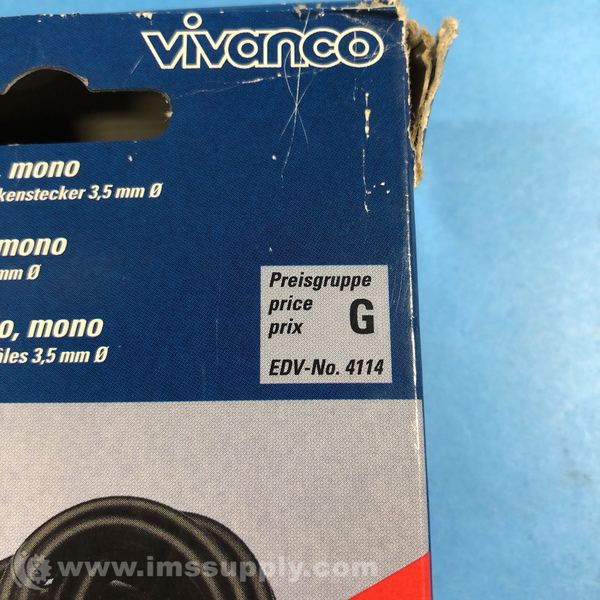 vivanco
, mono
kenstecker 3,5 mm Ø
mono
mm Ø
o, mono
âles 3,5 mm Ø
Preisgruppe
price
prix
G
EDV-No. 4114
www.imssupply.com